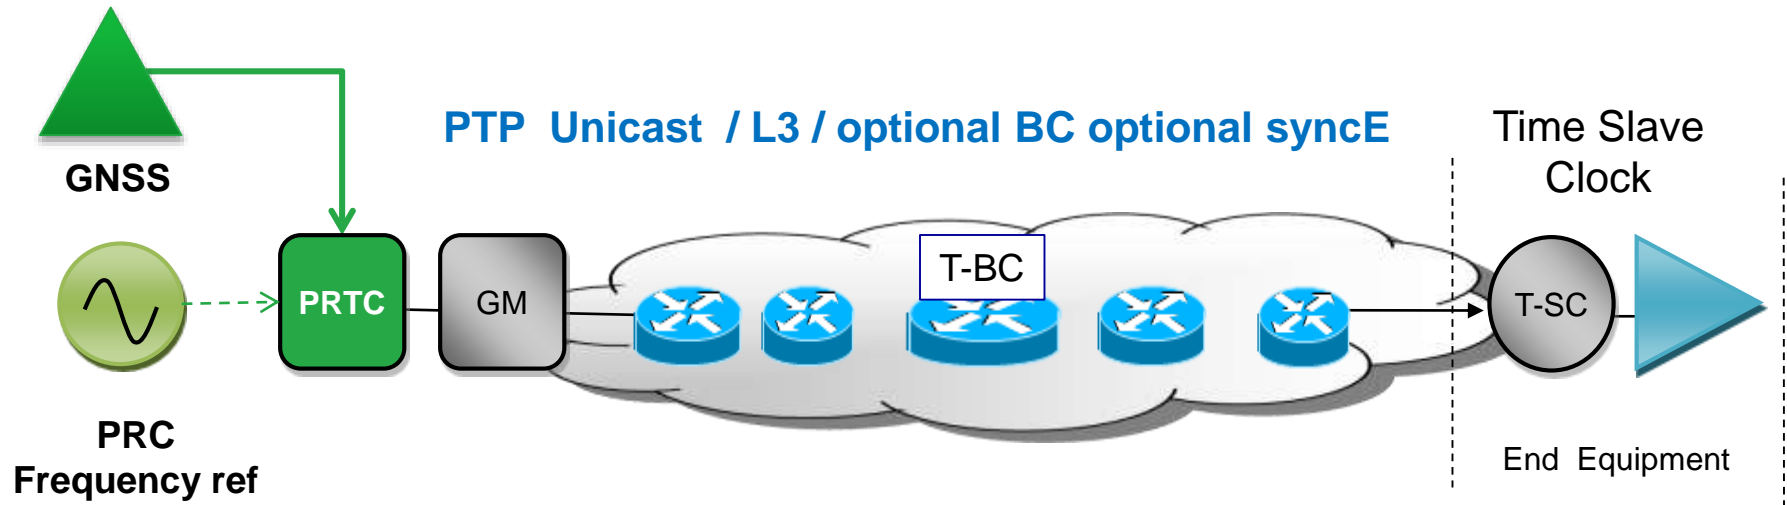 PTP Unicast / L3 / optional BC optional syncE
Time Slave
Clock
GNSS
T-BC
PRTC
GM
T-SC
PRC
Frequency ref
End Equipment